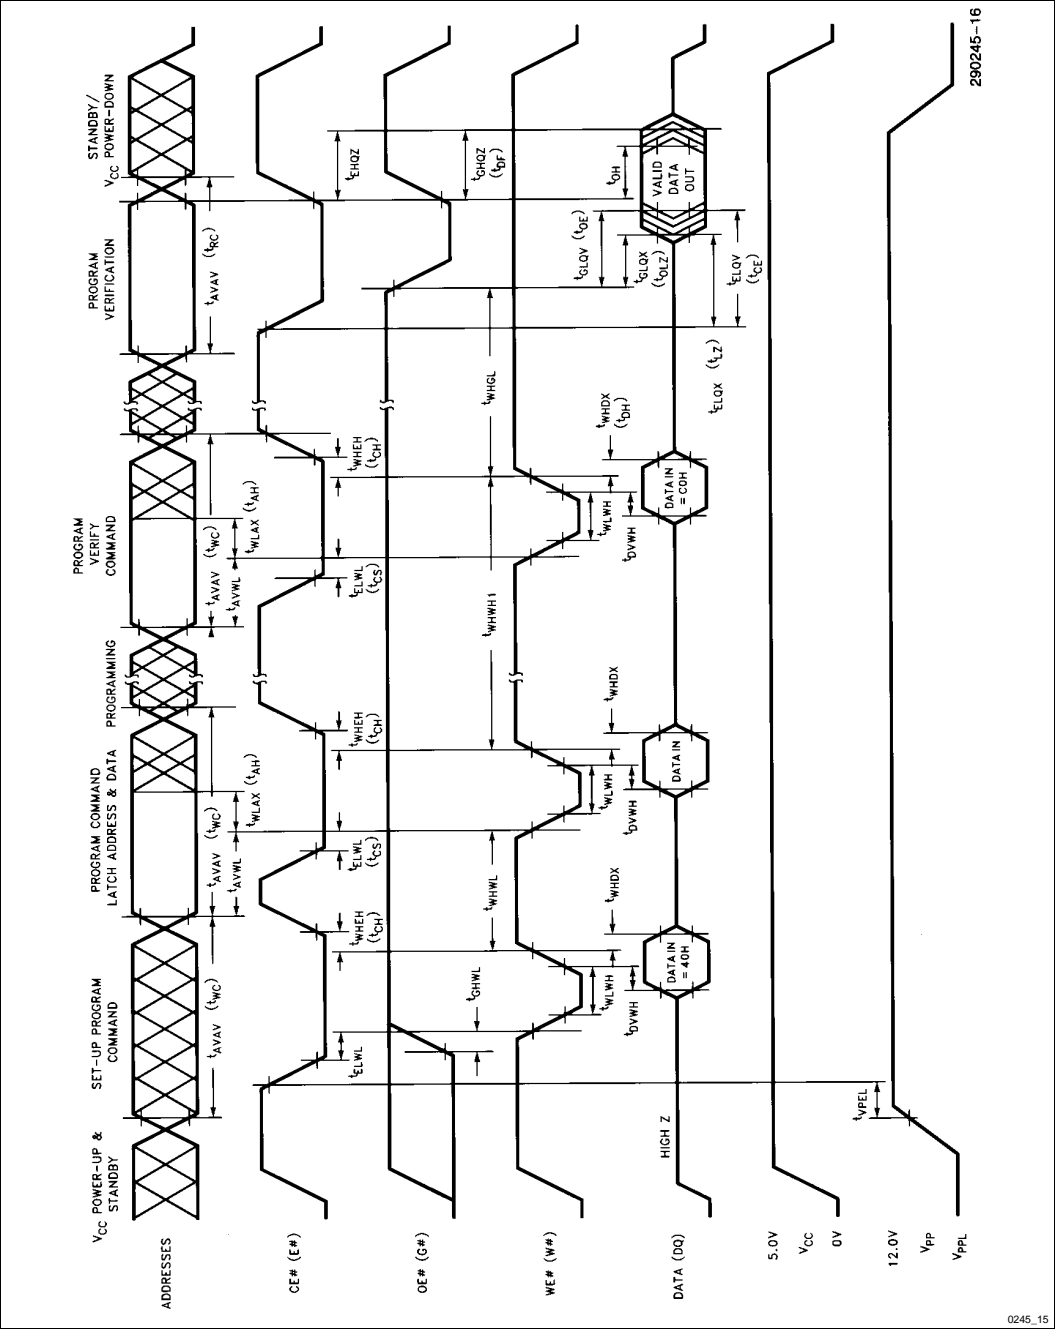 V_CC POWER-UP &
STANDBY
SET-UP PROGRAM
COMMAND
PROGRAM COMMAND
LATCH ADDRESS & DATA
PROGRAMMING
PROGRAM
VERIFY
COMMAND
PROGRAM
VERIFICATION
STANDBY/
V_CC POWER-DOWN
ADDRESSES
t_AVAV (t_WC)
t_AVAV (t_WC)
t_AVWL
t_WLAX (t_AH)
t_AVAV (t_WC)
t_AVWL
t_WLAX (t_AH)
t_AVAV (t_RC)
CE# (E#)
t_ELWL
t_WHEH
(t_CH)
t_ELWL
(t_CS)
t_WHEH
(t_CH)
t_ELWL
(t_CS)
t_WHEH
(t_CH)
t_EHQZ
OE# (G#)
t_GHWL
t_WHWL
t_WHWH1
t_WHGL
t_GHQZ
(t_DF)
WE# (W#)
t_WLWH
t_DVWH
t_WHDX
t_WLWH
t_DVWH
t_WHDX
t_WLWH
t_DVWH
t_WHDX
(t_DH)
t_GLQV (t_OE)
t_GLQX
(t_OLZ)
t_OH
DATA (DQ)
HIGH Z
DATA IN
= 40H
DATA IN
DATA IN
= C0H
VALID
DATA
OUT
t_ELQX (t_LZ)
t_ELQV
(t_CE)
5.0V
V_CC
0V
12.0V
V_PP
V_PPL
t_VPEL
290245-16
0245_15